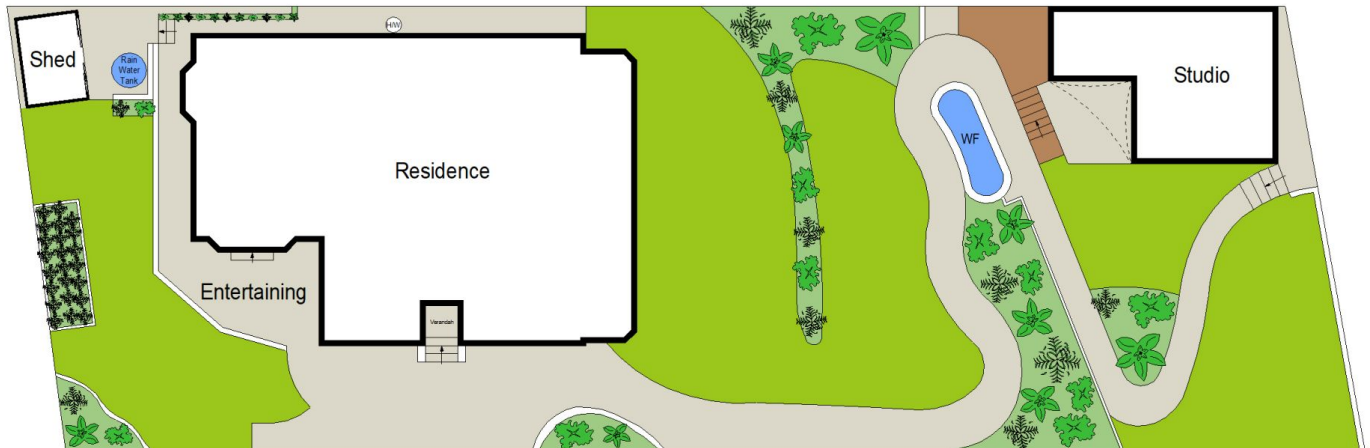 Shed
Rain
Water
Tank
H/W
Residence
Entertaining
Verandah
WF
Studio